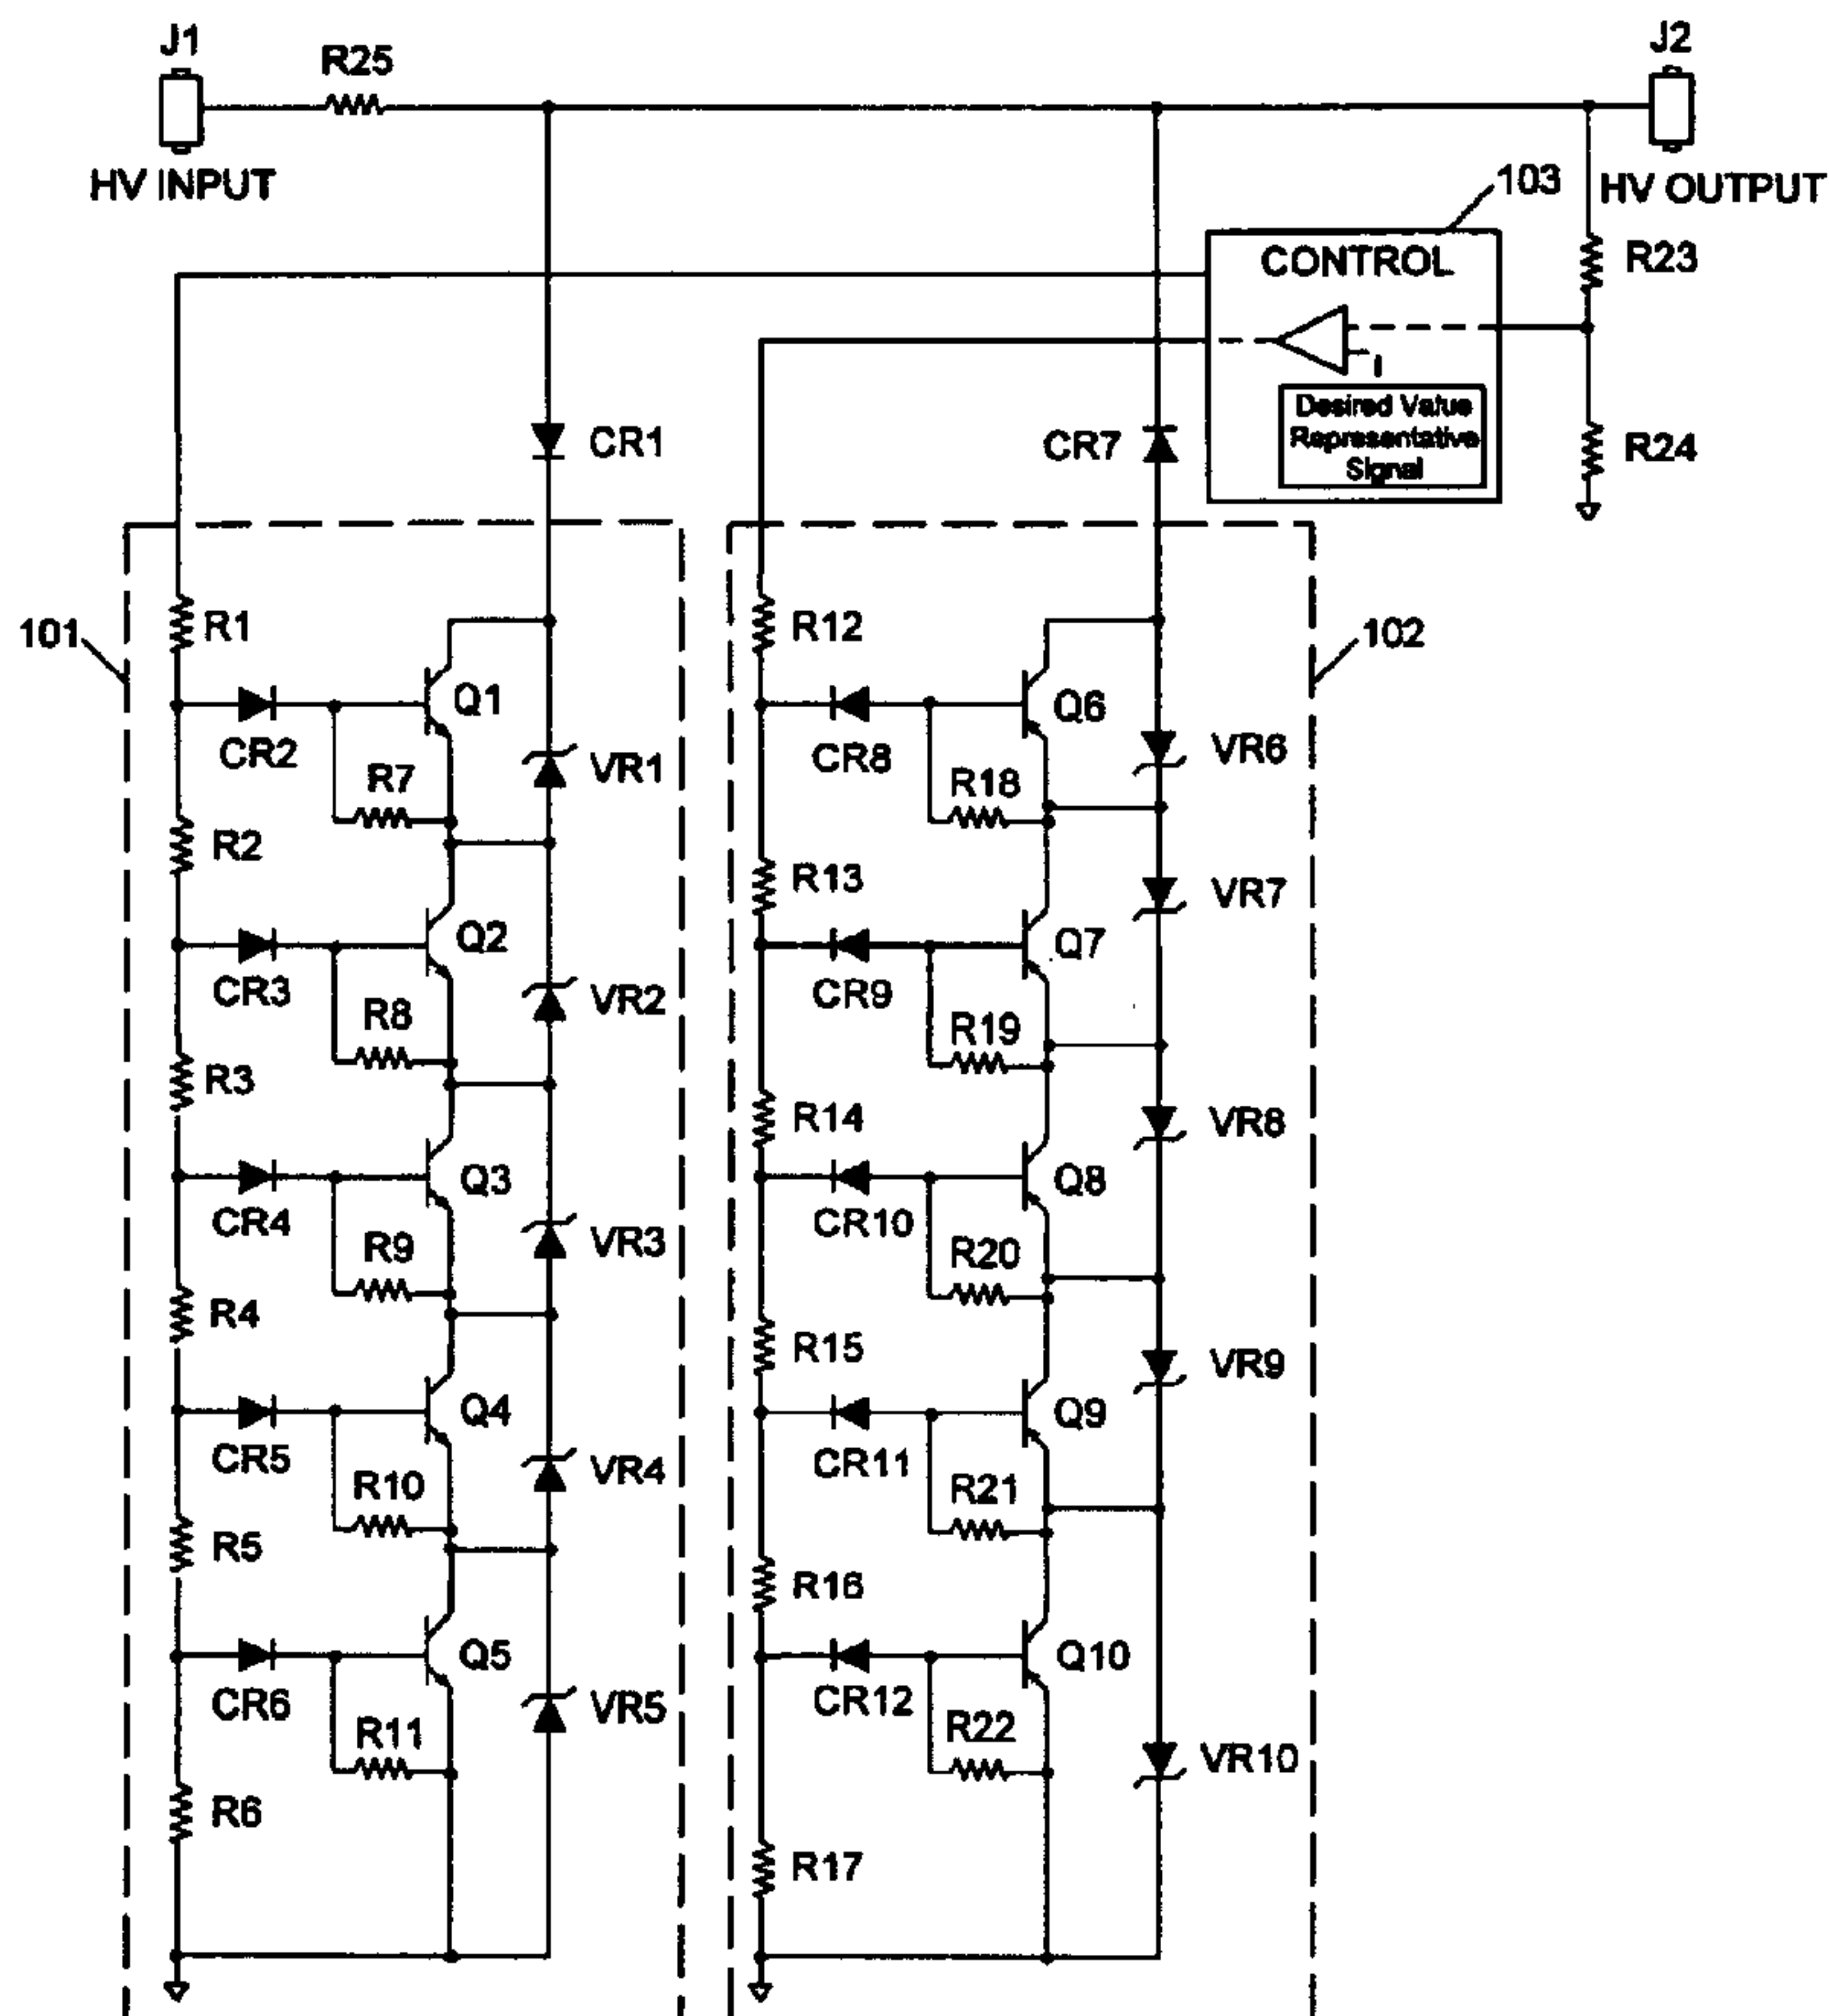 J1
R25
J2
HV INPUT
HV OUTPUT
103
CONTROL
R23
Desired Value
Representative
Signal
R24
CR1
CR7
101
R1
Q1
CR2
R7
VR1
R2
Q2
CR3
R8
VR2
R3
Q3
CR4
R9
VR3
R4
Q4
CR5
R10
VR4
R5
Q5
CR6
R11
VR5
R6
102
R12
Q6
CR8
R18
VR6
R13
VR7
Q7
CR9
R19
R14
VR8
Q8
CR10
R20
R15
VR9
Q9
CR11
R21
R16
Q10
CR12
R22
VR10
R17